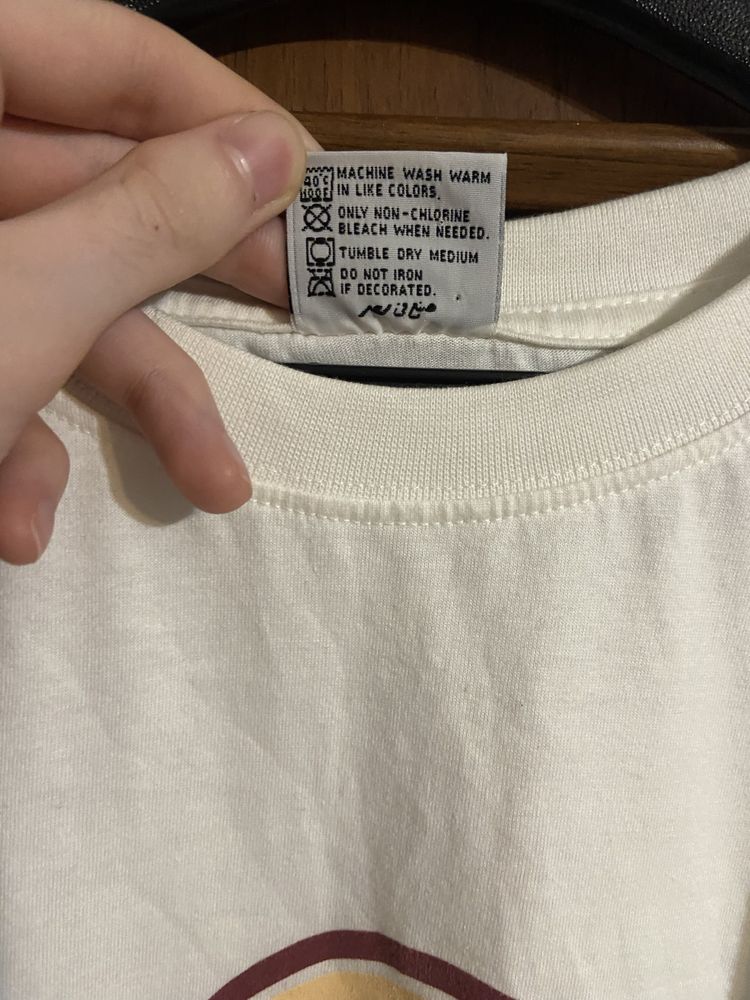 40°C
MACHINE WASH WARM
IN LIKE COLORS.
ONLY NON-CHLORINE
BLEACH WHEN NEEDED.
TUMBLE DRY MEDIUM
DO NOT IRON
IF DECORATED.